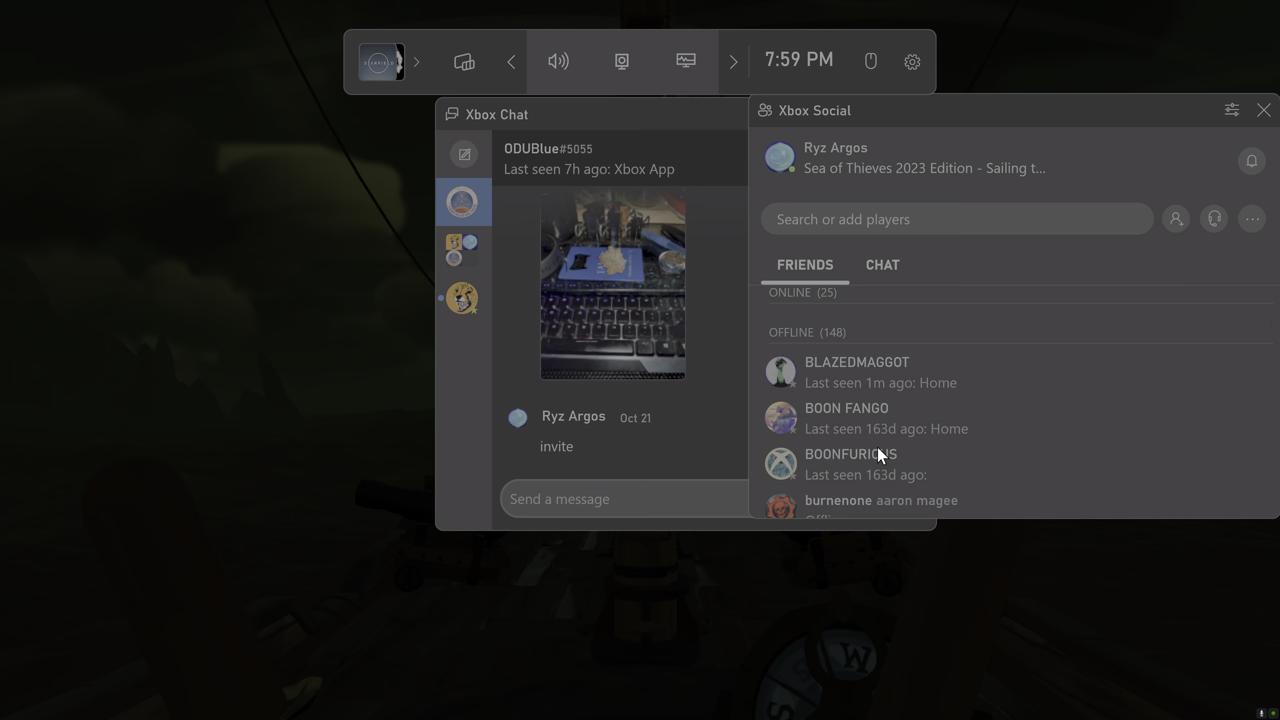 7:59 PM
Xbox Chat
ODUBlue#5055
Last seen 7h ago: Xbox App
Ryz Argos Oct 21
invite
Send a message
Xbox Social
Ryz Argos
Sea of Thieves 2023 Edition - Sailing t...
Search or add players
FRIENDS CHAT
ONLINE (25)
OFFLINE (148)
BLAZEDMAGGOT
Last seen 1m ago: Home
BOON FANGO
Last seen 163d ago: Home
BOONFURIOUS
Last seen 163d ago:
burnenone aaron magee
W
S